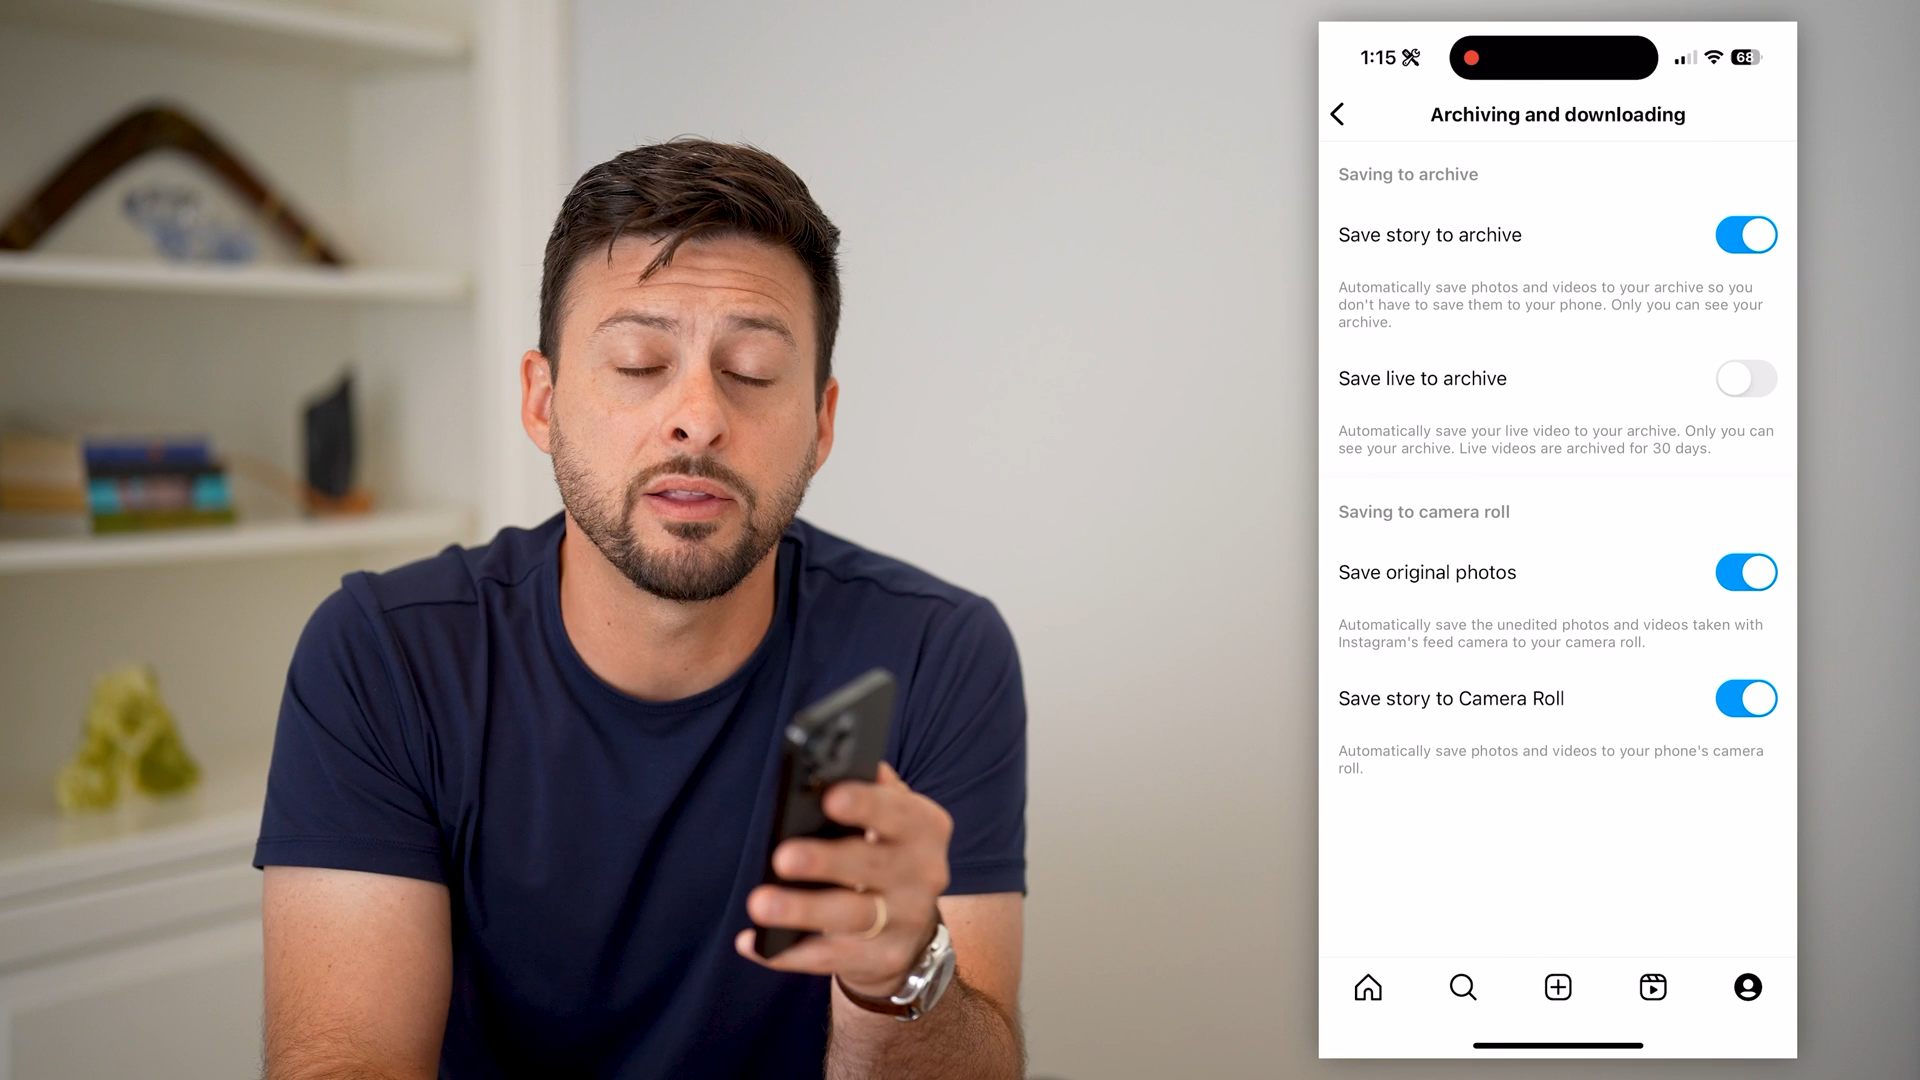 1:15
68
Archiving and downloading
Saving to archive
Save story to archive
Automatically save photos and videos to your archive so you
don't have to save them to your phone. Only you can see your
archive.
Save live to archive
Automatically save your live video to your archive. Only you can
see your archive. Live videos are archived for 30 days.
Saving to camera roll
Save original photos
Automatically save the unedited photos and videos taken with
Instagram's feed camera to your camera roll.
Save story to Camera Roll
Automatically save photos and videos to your phone's camera
roll.